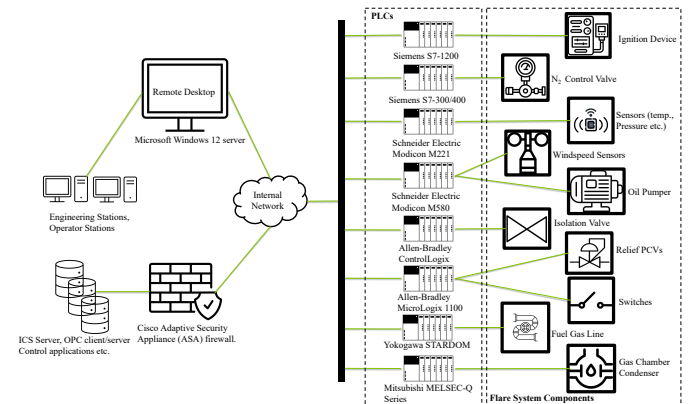 PLCs
Siemens S7-1200
Ignition Device
Remote Desktop
Microsoft Windows 12 server
Siemens S7-300/400
N₂ Control Valve
Schneider Electric
Modicon M221
Sensors (temp.,
Pressure etc.)
Windspeed Sensors
Engineering Stations,
Operator Stations
Internal
Network
Schneider Electric
Modicon M580
Oil Pumper
Isolation Valve
Allen-Bradley
ControlLogix
Relief PCVs
Allen-Bradley
MicroLogix 1100
Switches
ICS Server, OPC client/server
Control applications etc.
Cisco Adaptive Security
Appliance (ASA) firewall.
Yokogawa STARDOM
Fuel Gas Line
Mitsubishi MELSEC-Q
Series
Gas Chamber
Condenser
Flare System Components